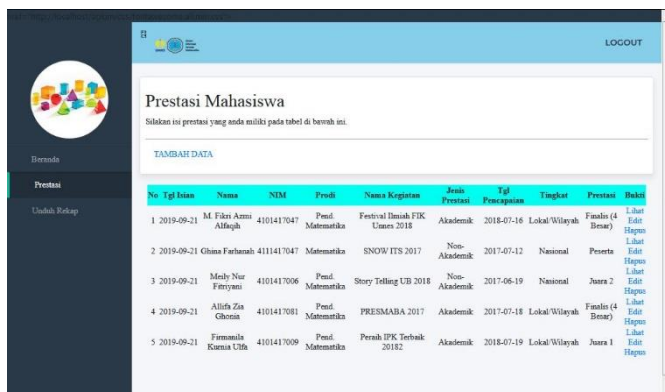 LOGOUT
Prestasi Mahasiswa
Silakan isi prestasi yang anda miliki pada tabel di bawah ini.
TAMBAH DATA
Beranda
Prestasi
Unduh Rekap
No Tgl Isian Nama NIM Prodi Nama Kegiatan Jenis Prestasi Tgl Pencapaian Tingkat Prestasi Bukti
1 2019-09-21 M. Fikri Azmi Alfaqih 4101417047 Pend. Matematika Festival Ilmiah FIK Unnes 2018 Akademik 2018-07-16 Lokal/Wilayah Finalis (4 Besar) Lihat Edit Hapus
2 2019-09-21 Ghina Farhanah 4111417047 Matematika SNOW ITS 2017 Non-Akademik 2017-07-12 Nasional Peserta Lihat Edit Hapus
3 2019-09-21 Meily Nur Fitriyani 4101417006 Pend. Matematika Story Telling UB 2018 Non-Akademik 2017-06-19 Nasional Juara 2 Lihat Edit Hapus
4 2019-09-21 Allifa Zia Ghonia 4101417081 Pend. Matematika PRESMABA 2017 Akademik 2017-07-18 Lokal/Wilayah Finalis (4 Besar) Lihat Edit Hapus
5 2019-09-21 Firmanila Kurnia Ulfa 4101417009 Pend. Matematika Peraih IPK Terbaik 20182 Akademik 2018-07-19 Lokal/Wilayah Juara 1 Lihat Edit Hapus